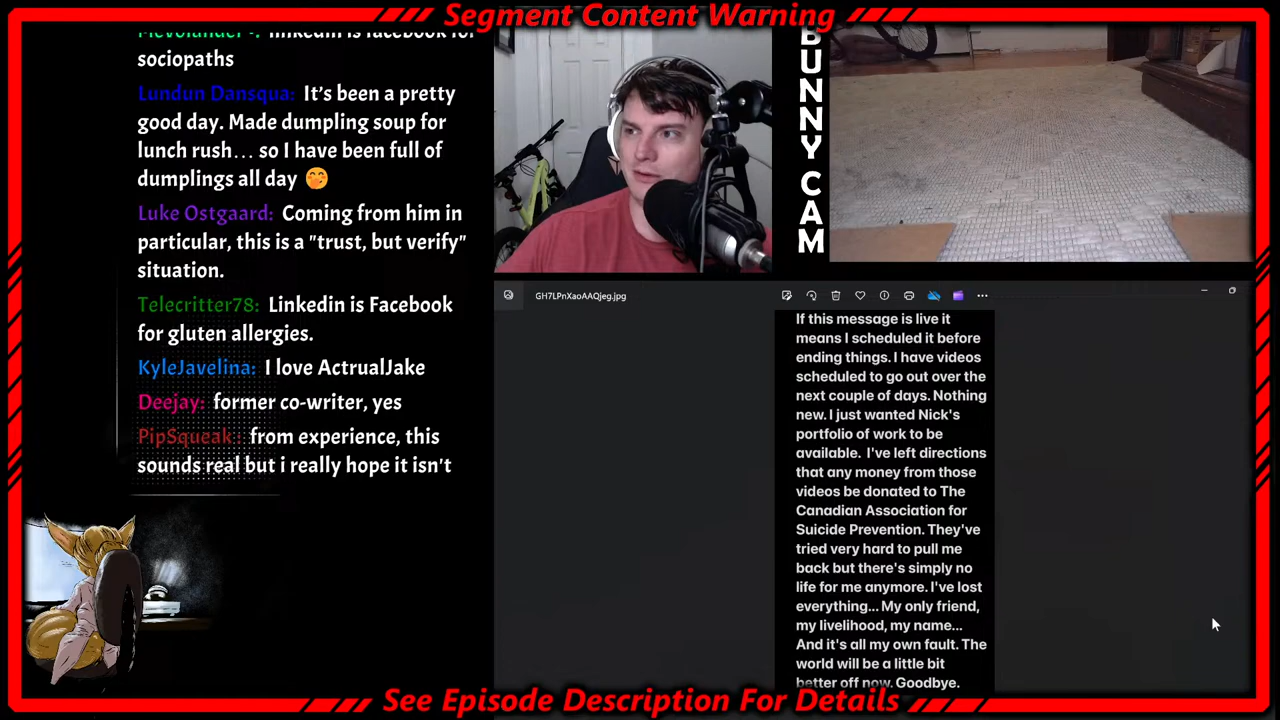 Segment Content Warning
linkedin is facebook for
sociopaths
Lundun Dansqua: It's been a pretty
good day. Made dumpling soup for
lunch rush... so I have been full of
dumplings all day 🤭
Luke Ostgaard: Coming from him in
particular, this is a "trust, but verify"
situation.
Telecritter78: Linkedin is Facebook
for gluten allergies.
KyleJavelina: I love ActrualJake
Deejay: former co-writer, yes
PipSqueak : from experience, this
sounds real but i really hope it isn't
BUNNY CAM
GH7LPnXaoAAQjeg.jpg
If this message is live it
means I scheduled it before
ending things. I have videos
scheduled to go out over the
next couple of days. Nothing
new. I just wanted Nick's
portfolio of work to be
available. I've left directions
that any money from those
videos be donated to The
Canadian Association for
Suicide Prevention. They've
tried very hard to pull me
back but there's simply no
life for me anymore. I've lost
everything... My only friend,
my livelihood, my name...
And it's all my own fault. The
world will be a little bit
better off now. Goodbye.
See Episode Description For Details